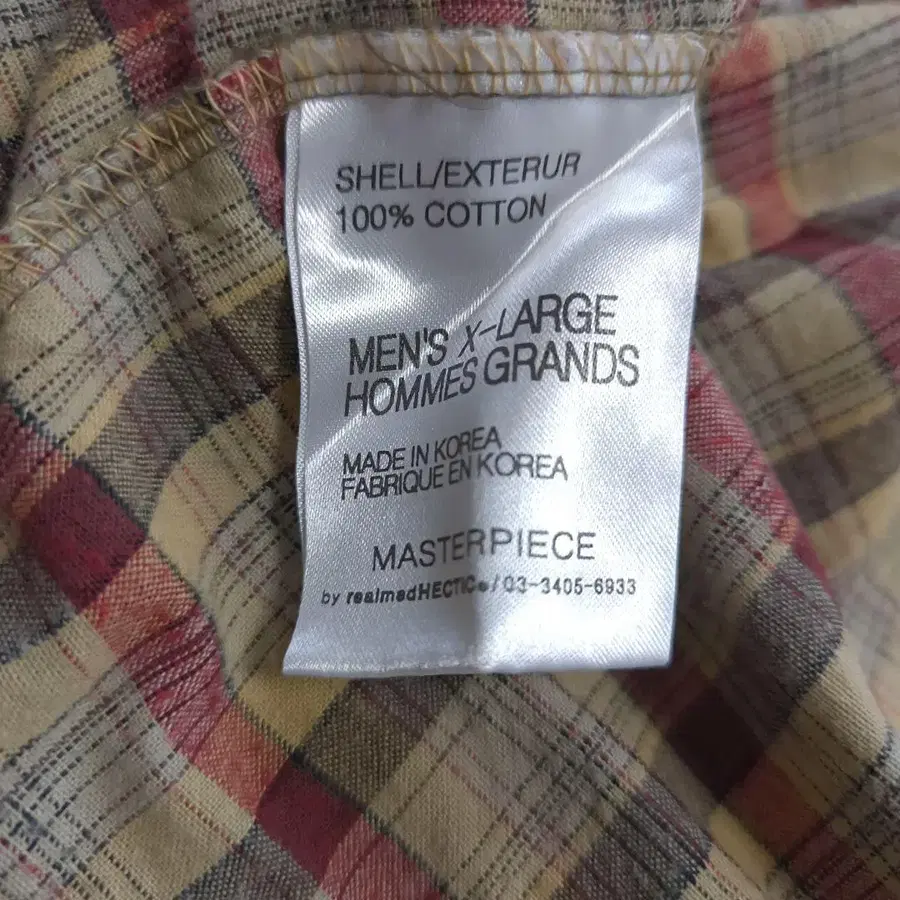 SHELL/EXTERUR
100% COTTON
MEN'S X-LARGE
HOMMES GRANDS
MADE IN KOREA
FABRIQUE EN KOREA
MASTERPIECE
by realmadHECTIC®/03-3405-6933